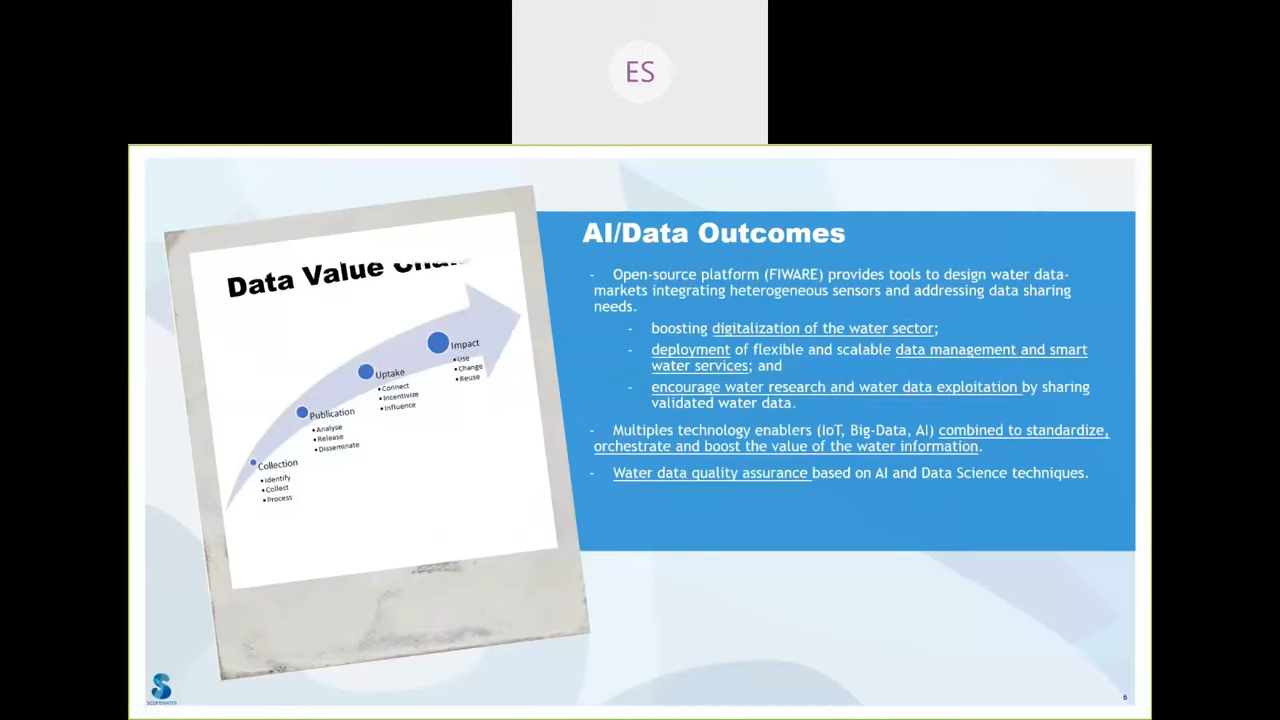 ES
Data Value
Impact
• Use
• Change
• Reuse
Uptake
• Connect
• Incentivize
• Influence
Publication
• Analyse
• Release
• Disseminate
Collection
• Identify
• Collect
• Process
AI/Data Outcomes
- Open-source platform (FIWARE) provides tools to design water data-
markets integrating heterogeneous sensors and addressing data sharing
needs.
- boosting digitalization of the water sector;
- deployment of flexible and scalable data management and smart
water services; and
- encourage water research and water data exploitation by sharing
validated water data.
- Multiples technology enablers (IoT, Big-Data, AI) combined to standardize,
orchestrate and boost the value of the water information.
- Water data quality assurance based on AI and Data Science techniques.
scorewater
6